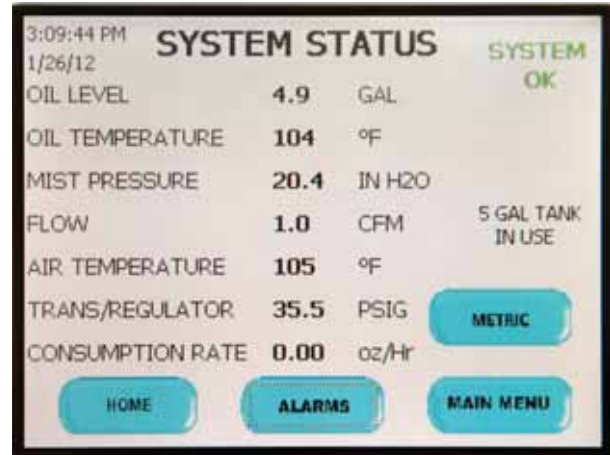 3:09:44 PM
1/26/12
SYSTEM STATUS
SYSTEM
OK
OIL LEVEL 4.9 GAL
OIL TEMPERATURE 104 °F
MIST PRESSURE 20.4 IN H2O
FLOW 1.0 CFM
5 GAL TANK
IN USE
AIR TEMPERATURE 105 °F
TRANS/REGULATOR 35.5 PSIG
METRIC
CONSUMPTION RATE 0.00 oz/Hr
HOME ALARMS MAIN MENU